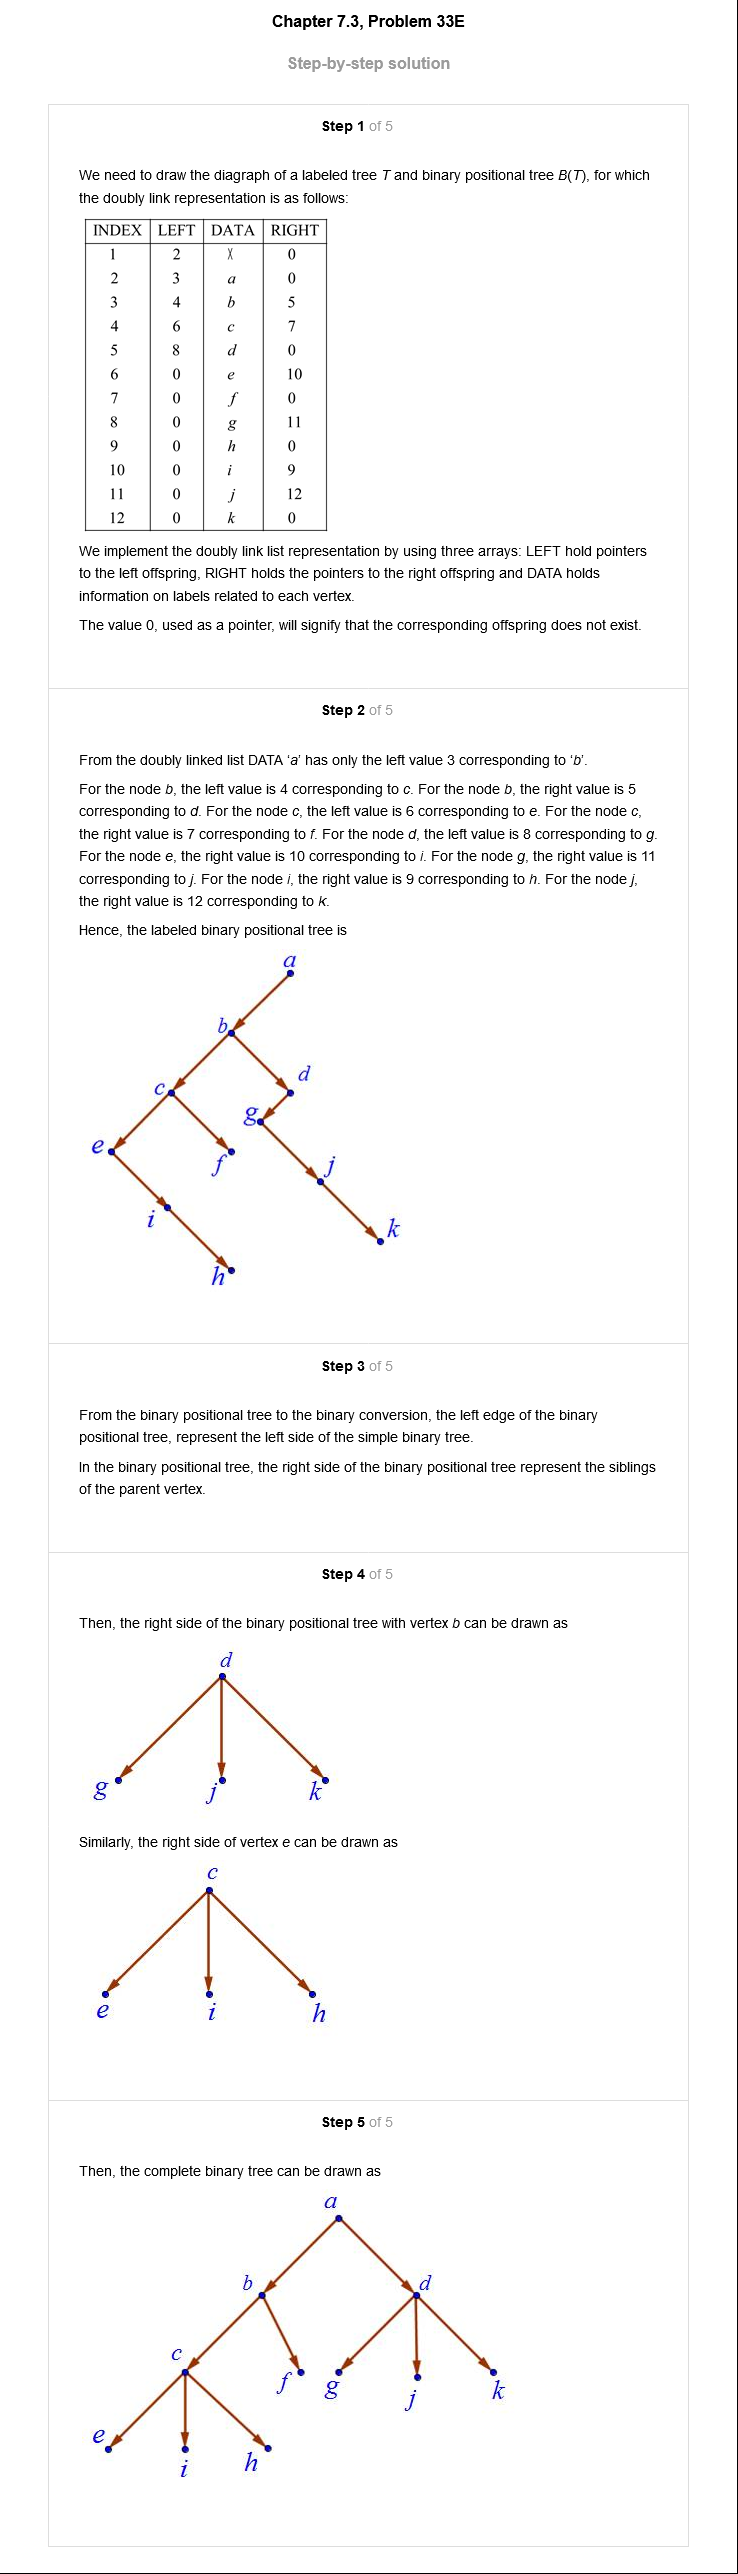 Chapter 7.3, Problem 33E
Step-by-step solution
Step 1 of 5
We need to draw the diagraph of a labeled tree T and binary positional tree B(T), for which
the doubly link representation is as follows:
INDEX LEFT DATA RIGHT
1 2 X 0
2 3 a 0
3 4 b 5
4 6 c 7
5 8 d 0
6 0 e 10
7 0 f 0
8 0 g 11
9 0 h 0
10 0 i 9
11 0 j 12
12 0 k 0
We implement the doubly link list representation by using three arrays: LEFT hold pointers
to the left offspring, RIGHT holds the pointers to the right offspring and DATA holds
information on labels related to each vertex.
The value 0, used as a pointer, will signify that the corresponding offspring does not exist.
Step 2 of 5
From the doubly linked list DATA ‘a’ has only the left value 3 corresponding to ‘b’.
For the node b, the left value is 4 corresponding to c. For the node b, the right value is 5
corresponding to d. For the node c, the left value is 6 corresponding to e. For the node c,
the right value is 7 corresponding to f. For the node d, the left value is 8 corresponding to g.
For the node e, the right value is 10 corresponding to i. For the node g, the right value is 11
corresponding to j. For the node i, the right value is 9 corresponding to h. For the node j,
the right value is 12 corresponding to k.
Hence, the labeled binary positional tree is
a
b
d
c
g
e
f
j
i
k
h
Step 3 of 5
From the binary positional tree to the binary conversion, the left edge of the binary
positional tree, represent the left side of the simple binary tree.
In the binary positional tree, the right side of the binary positional tree represent the siblings
of the parent vertex.
Step 4 of 5
Then, the right side of the binary positional tree with vertex b can be drawn as
d
g j k
Similarly, the right side of vertex e can be drawn as
c
e i h
Step 5 of 5
Then, the complete binary tree can be drawn as
a
b d
c
f g j k
e
i h